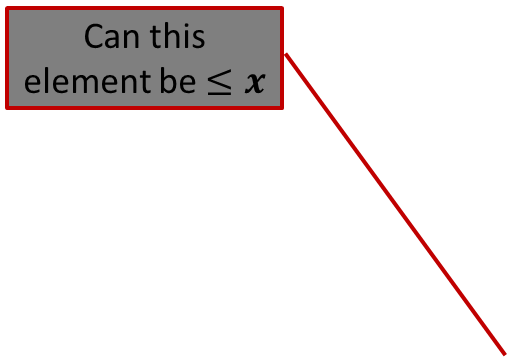 Can this
element be ≤ x